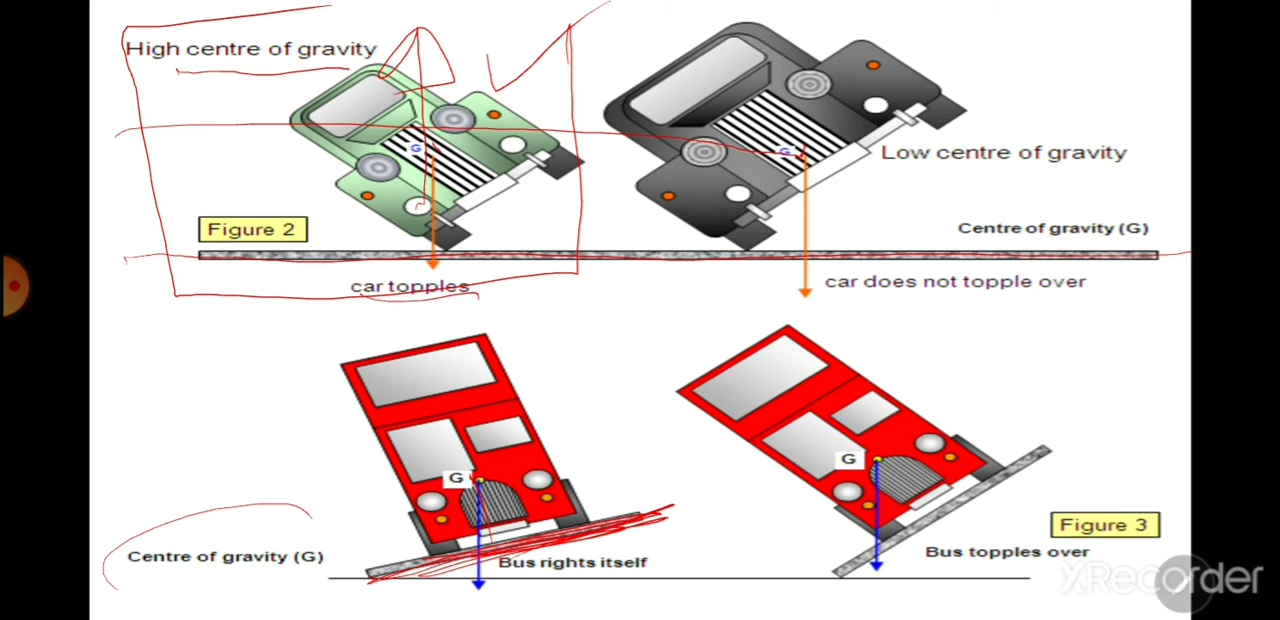 High centre of gravity
G
G
Low centre of gravity
Figure 2
Centre of gravity (G)
car topples
car does not topple over
G
G
Figure 3
Centre of gravity (G)
Bus rights itself
Bus topples over
XRecorder